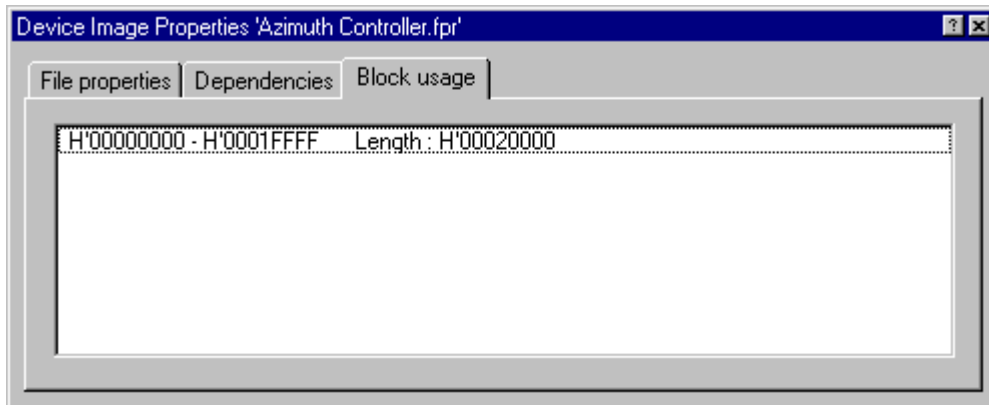 Device Image Properties 'Azimuth Controller.fpr'
File properties Dependencies Block usage
H'00000000 - H'0001FFFF Length : H'00020000